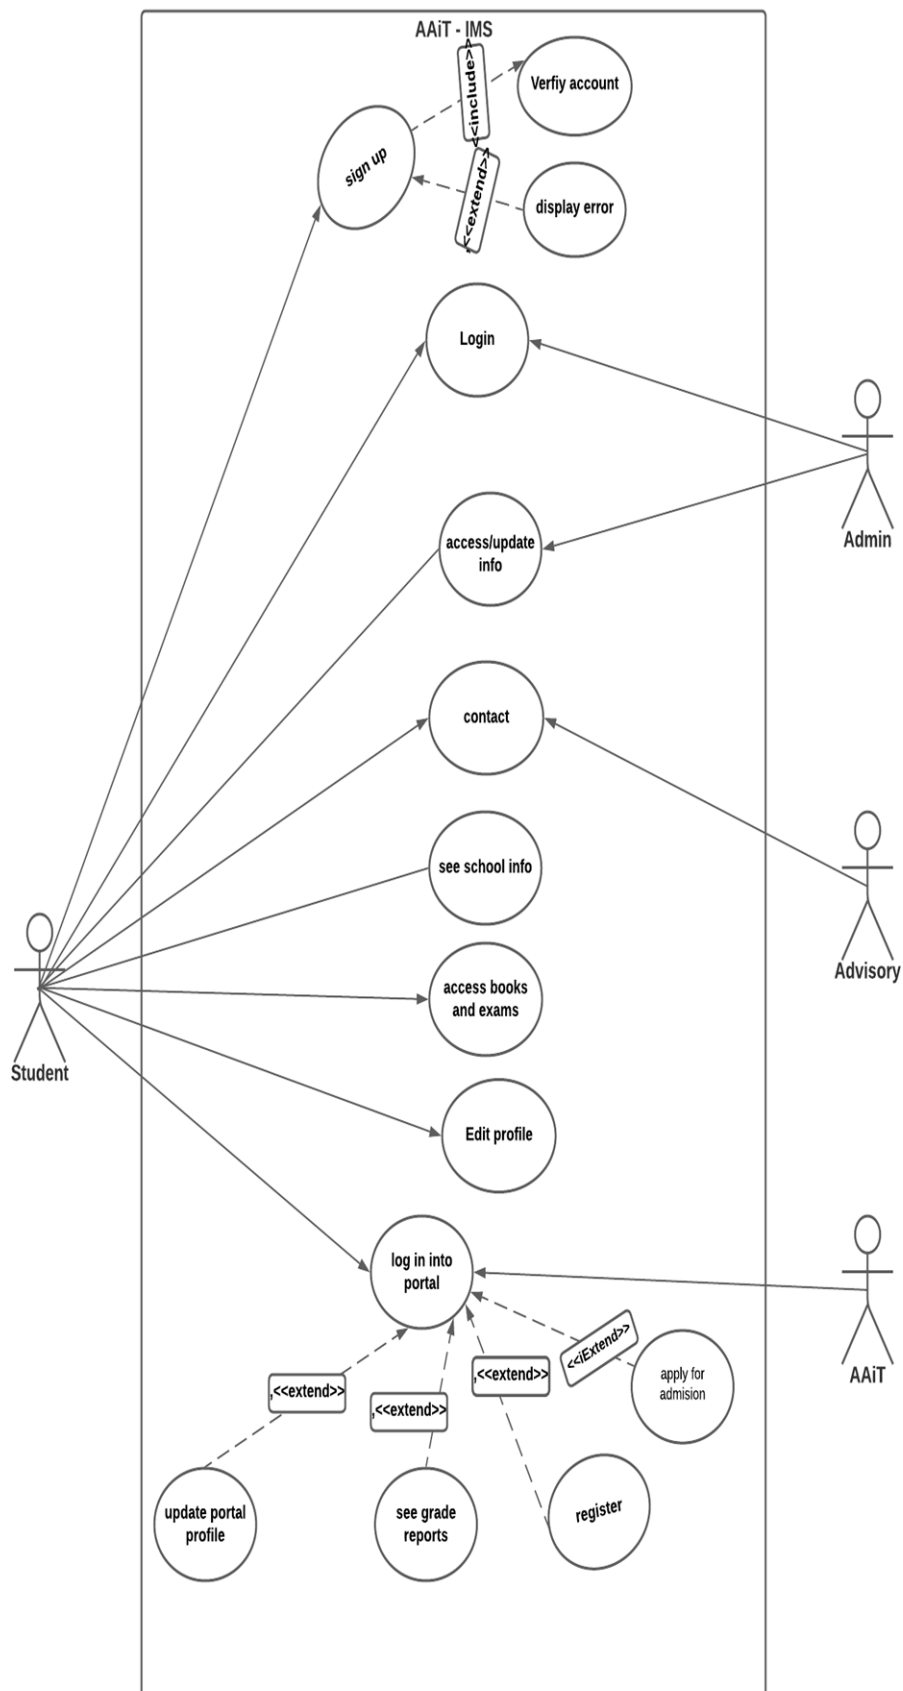 AAiT - IMS
<<include>>
Verfiy account
sign up
<<extend>>
display error
Login
Admin
access/update
info
contact
see school info
Advisory
access books
and exams
Student
Edit profile
log in into
portal
<<iExtend>>
,<<extend>>
,<<extend>>
,<<extend>>
apply for
admision
AAiT
update portal
profile
see grade
reports
register